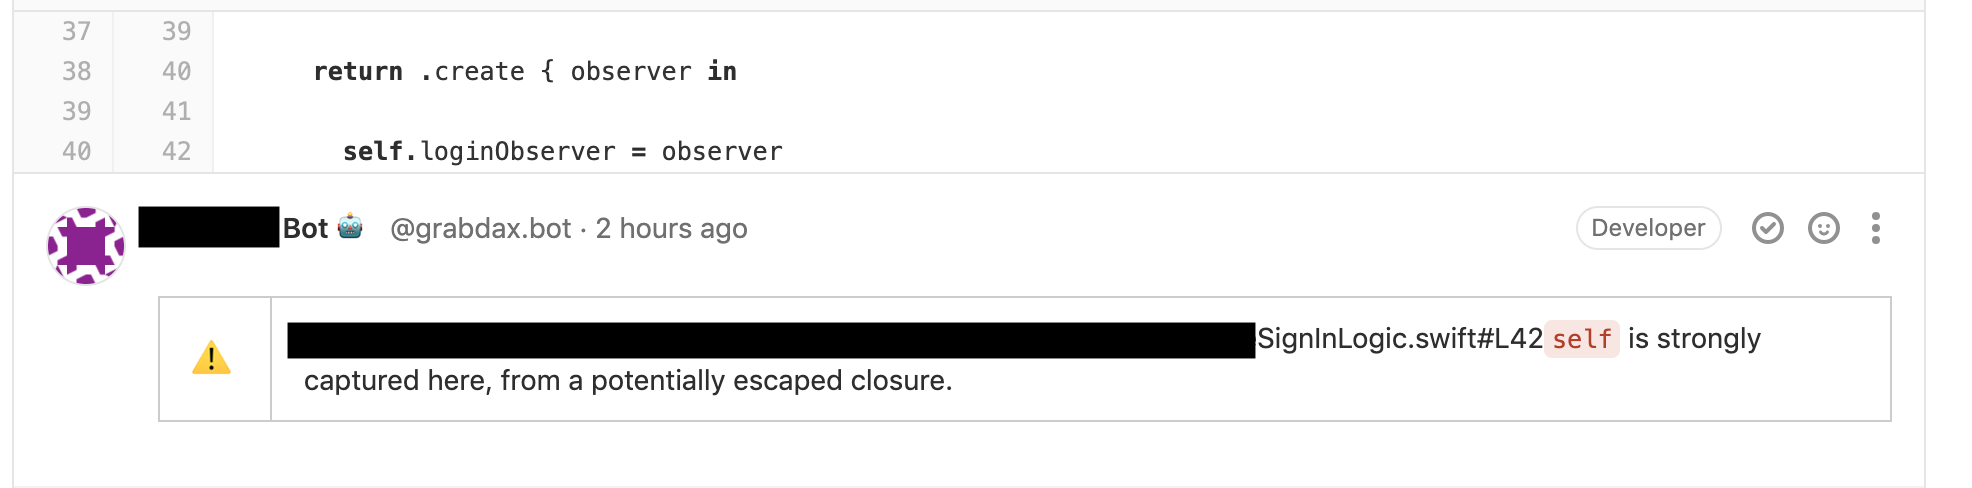 37 39
38 40 return .create { observer in
39 41
40 42 self.loginObserver = observer
Bot 🤖 @grabdax.bot · 2 hours ago Developer
SignInLogic.swift#L42 self is strongly
captured here, from a potentially escaped closure.